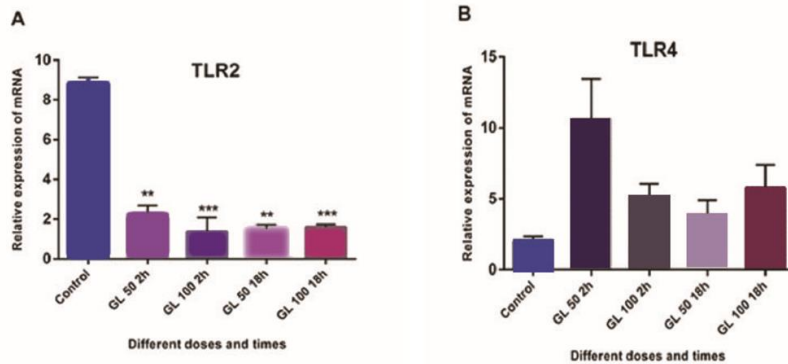 A
TLR2
Relative expression of mRNA
10
8
6
4
2
0
**
***
**
***
Control
GL 50 2h
GL 100 2h
GL 50 18h
GL 100 18h
Different doses and times
B
TLR4
Relative expression of mRNA
15
10
5
0
Control
GL 50 2h
GL 100 2h
GL 50 18h
GL 100 18h
Different doses and times